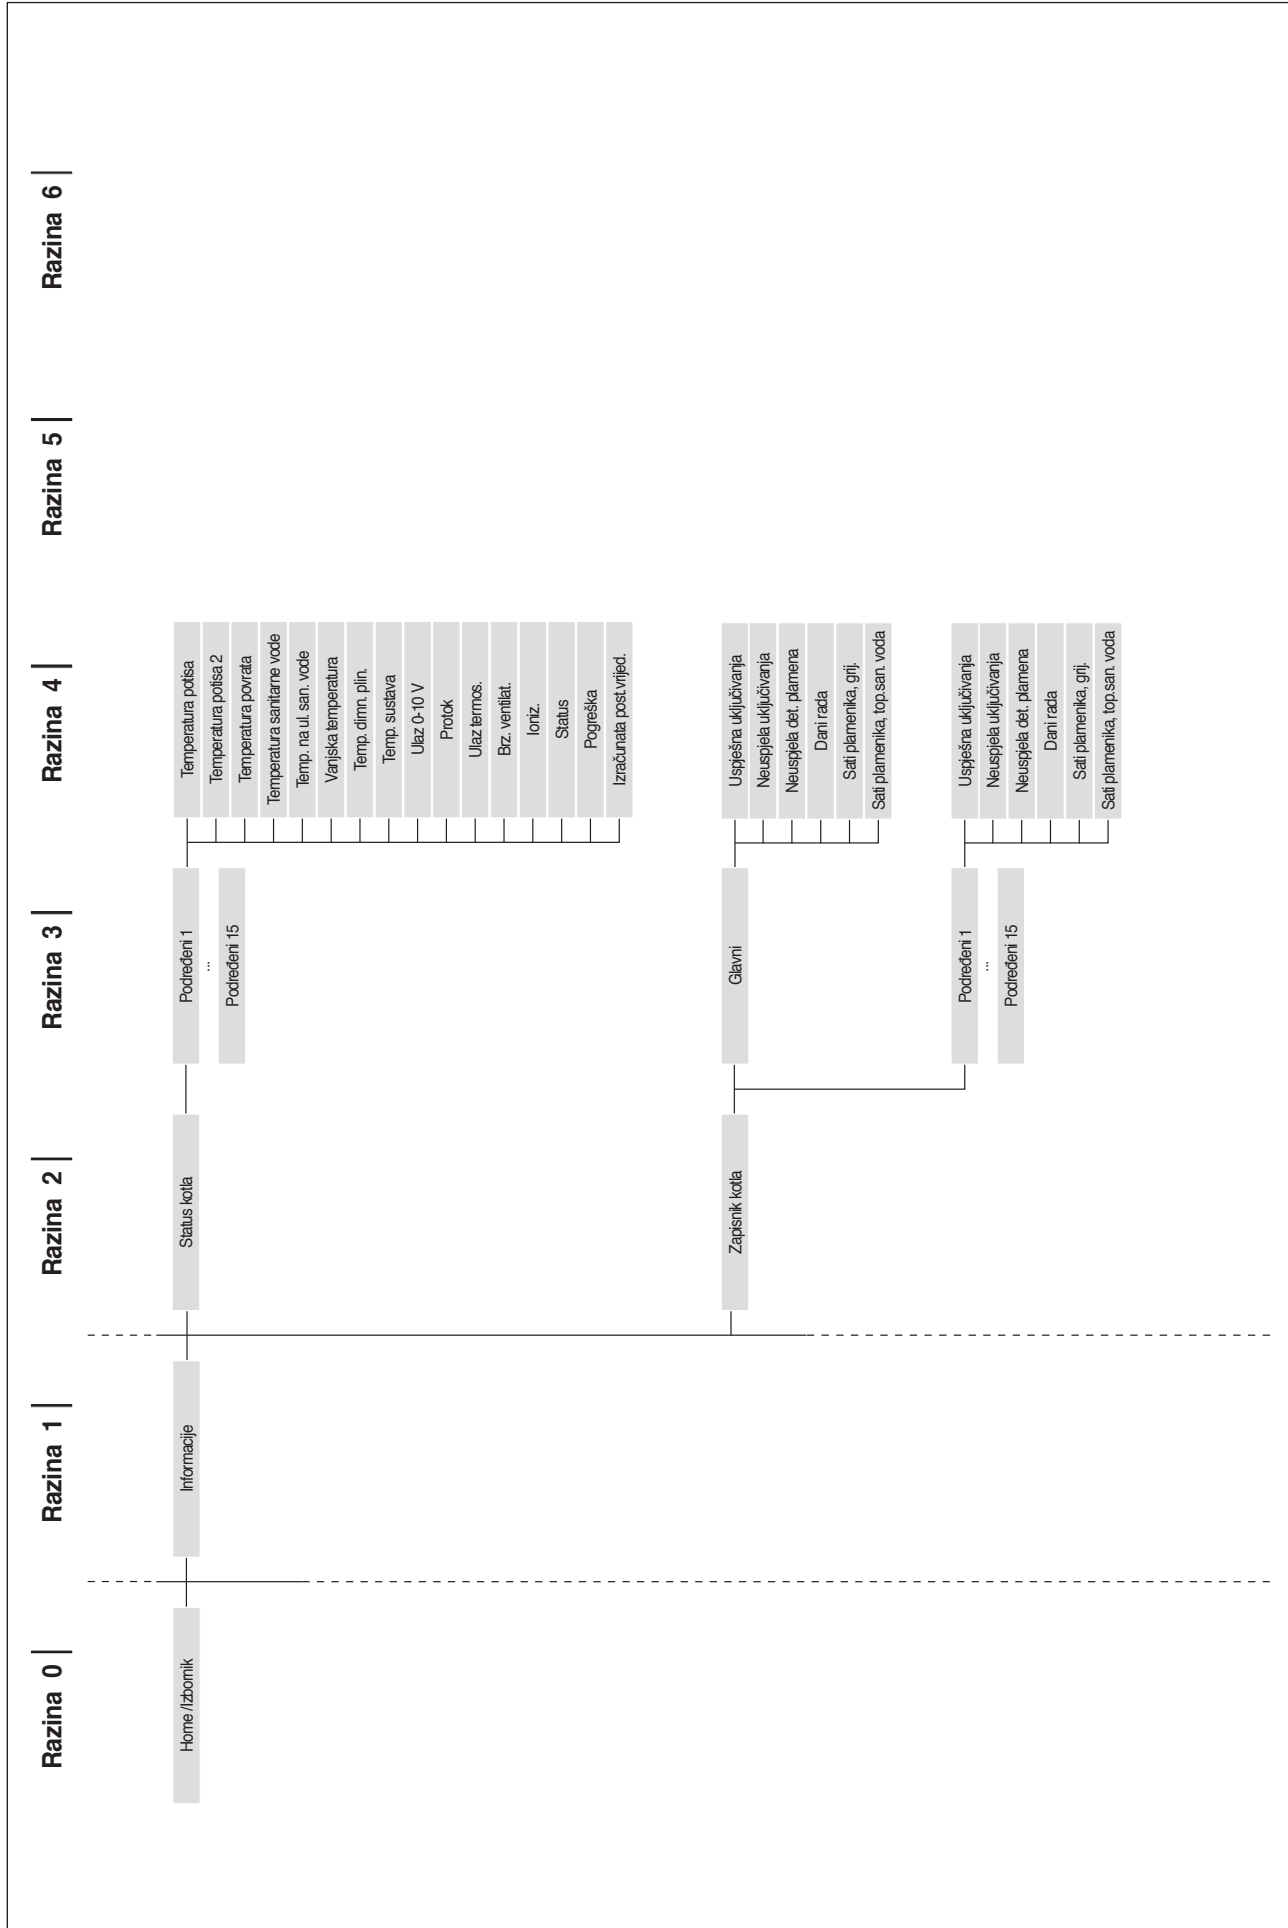 Razina 0
Razina 1
Razina 2
Razina 3
Razina 4
Razina 5
Razina 6
Home /Izbornik
Informacije
Status kotla
Podređeni 1
...
Podređeni 15
Temperatura potisa
Temperatura potisa 2
Temperatura povrata
Temperatura sanitarne vode
Temp. na ul. san. vode
Vanjska temperatura
Temp. dimn. plin.
Temp. sustava
Ulaz 0-10 V
Protok
Ulaz termos.
Brz. ventilat.
Ioniz.
Status
Pogreška
Izračunata post.vrijed.
Zapisnik kotla
Glavni
Uspješna uključivanja
Neuspjela uključivanja
Neuspjela det. plamena
Dani rada
Sati plamenika, grij.
Sati plamenika, top.san. voda
Podređeni 1
...
Podređeni 15
Uspješna uključivanja
Neuspjela uključivanja
Neuspjela det. plamena
Dani rada
Sati plamenika, grij.
Sati plamenika, top.san. voda